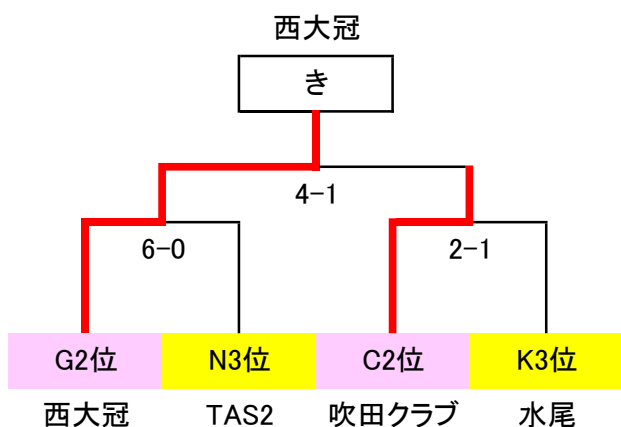 西大冠
き
4-1
6-0
2-1
G2位 N3位 C2位 K3位
西大冠 TAS2 吹田クラブ 水尾